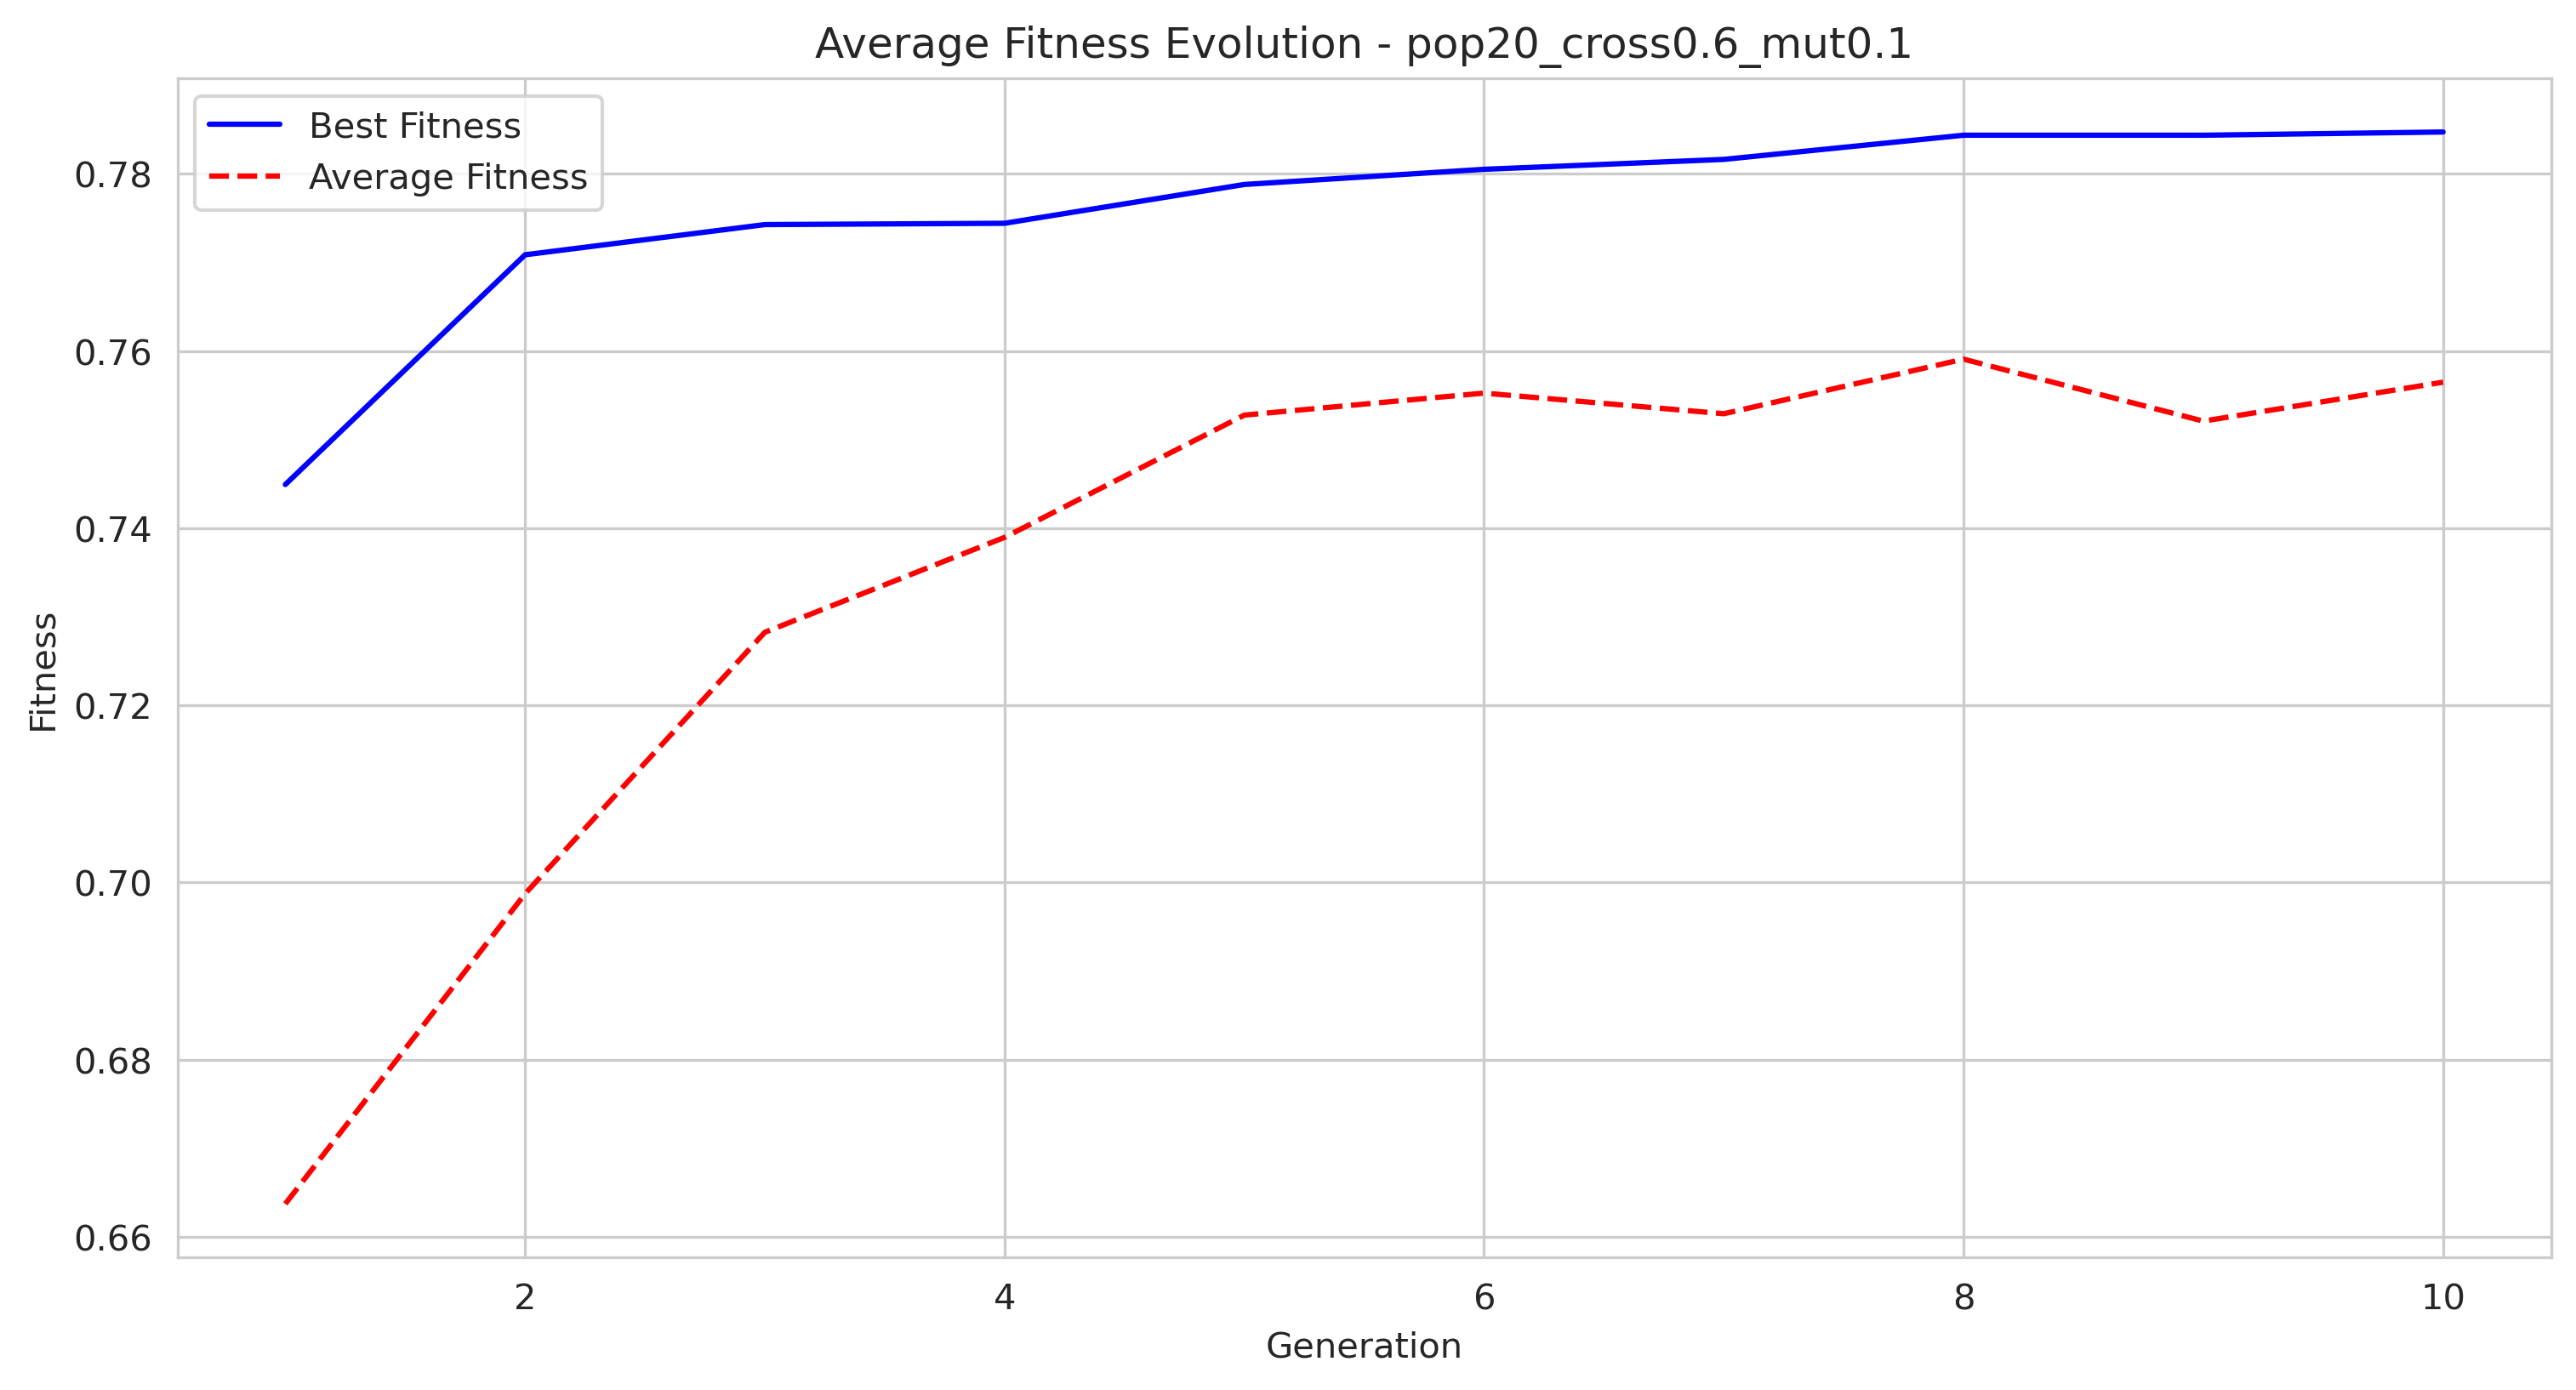 Average Fitness Evolution - pop20_cross0.6_mut0.1
Best Fitness
Average Fitness
0.78
0.76
0.74
0.72
0.70
0.68
0.66
Fitness
2 4 6 8 10
Generation